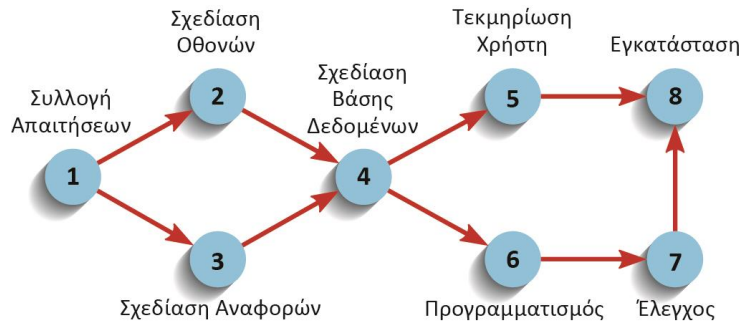 Σχεδίαση
Οθονών
Τεκμηρίωση
Χρήστη
Εγκατάσταση
Σχεδίαση
Βάσης
Δεδομένων
Συλλογή
Απαιτήσεων
2
5
8
1
4
3
6
7
Σχεδίαση Αναφορών
Προγραμματισμός
Έλεγχος